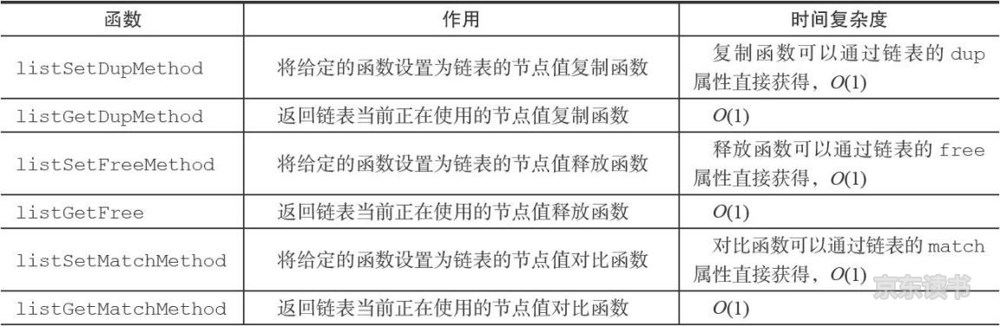 函数 作用 时间复杂度
listSetDupMethod 将给定的函数设置为链表的节点值复制函数 复制函数可以通过链表的 dup
属性直接获得，O(1)
listGetDupMethod 返回链表当前正在使用的节点值复制函数 O(1)
listSetFreeMethod 将给定的函数设置为链表的节点值释放函数 释放函数可以通过链表的 free
属性直接获得，O(1)
listGetFree 返回链表当前正在使用的节点值释放函数 O(1)
listSetMatchMethod 将给定的函数设置为链表的节点值对比函数 对比函数可以通过链表的 match
属性直接获得，O(1)
京东读书
listGetMatchMethod 返回链表当前正在使用的节点值对比函数 O(1)